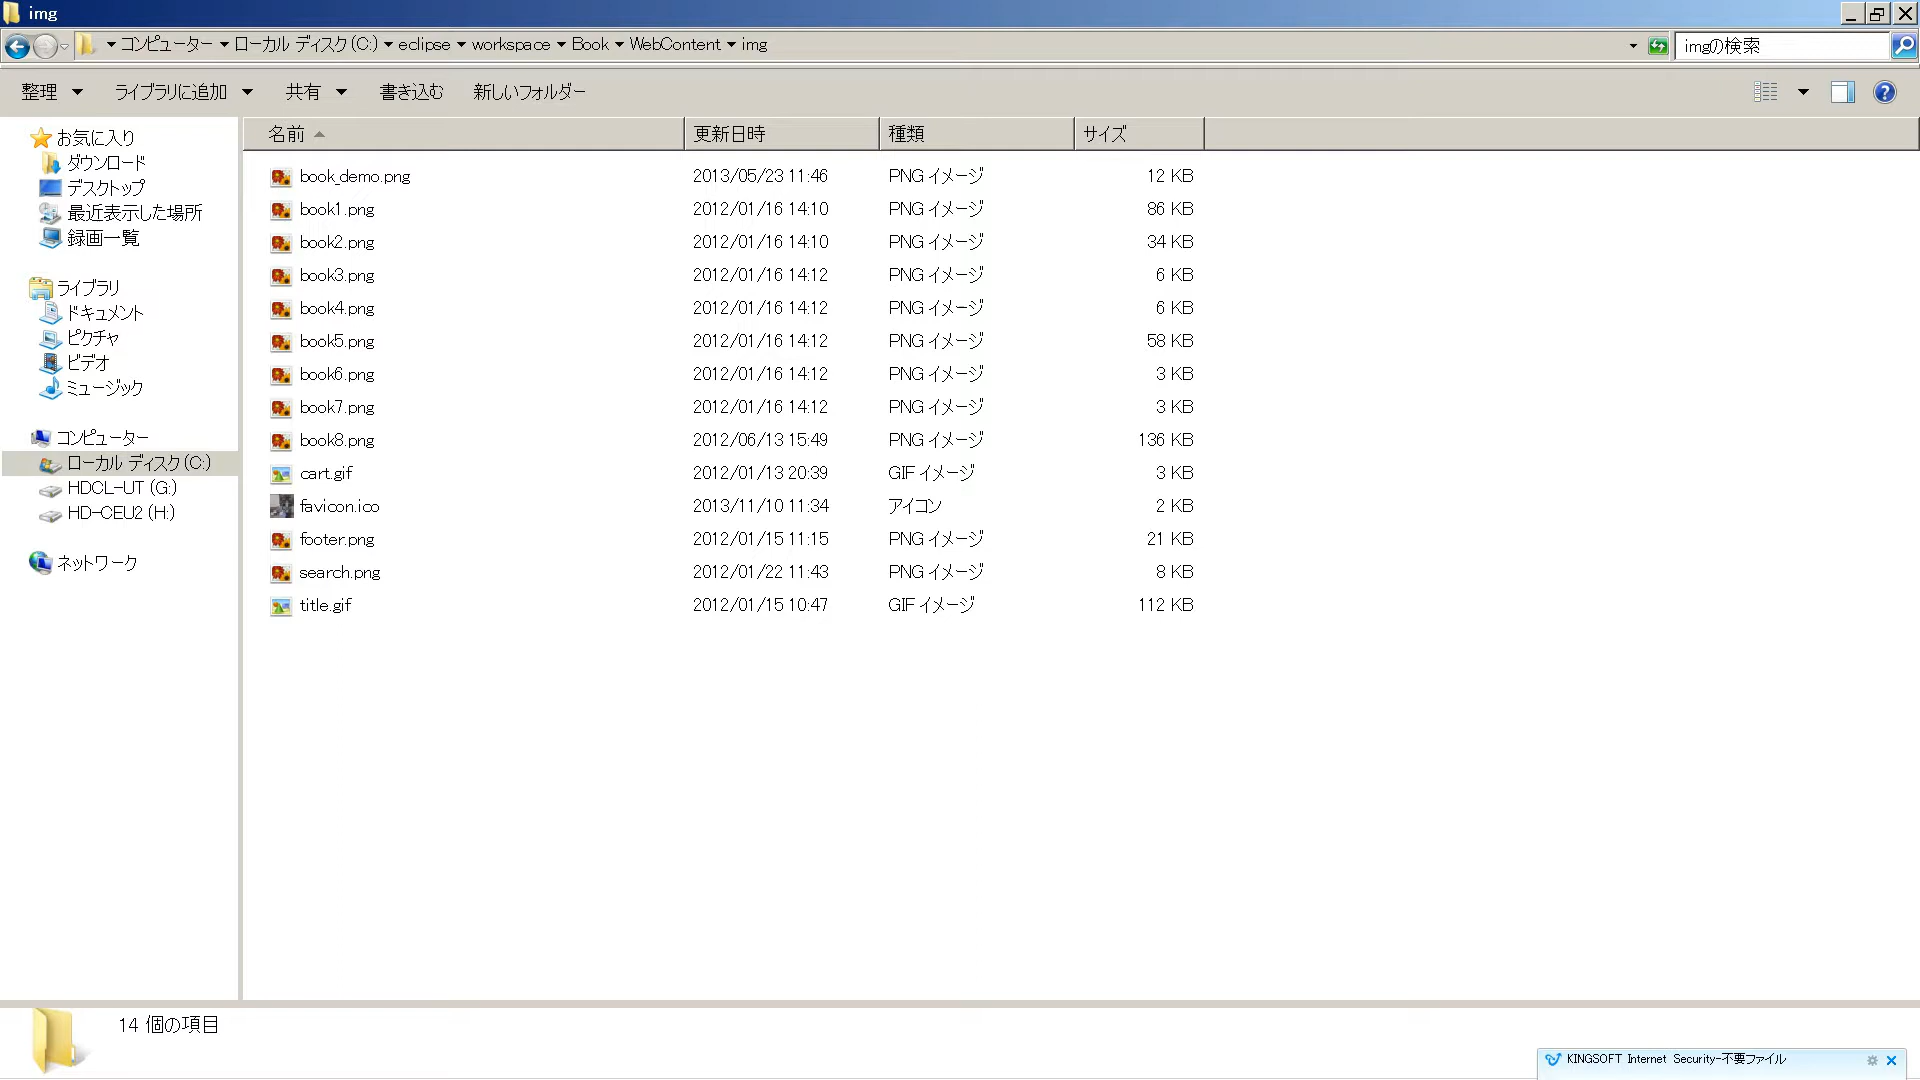 img
コンピューター ローカル ディスク (C:) eclipse workspace Book WebContent img
imgの検索
整理 ライブラリに追加 共有 書き込む 新しいフォルダー
お気に入り
ダウンロード
デスクトップ
最近表示した場所
録画一覧
ライブラリ
ドキュメント
ピクチャ
ビデオ
ミュージック
コンピューター
ローカル ディスク (C:)
HDCL-UT (G:)
HD-CEU2 (H:)
ネットワーク
名前 更新日時 種類 サイズ
book_demo.png 2013/05/23 11:46 PNG イメージ 12 KB
book1.png 2012/01/16 14:10 PNG イメージ 86 KB
book2.png 2012/01/16 14:10 PNG イメージ 34 KB
book3.png 2012/01/16 14:12 PNG イメージ 6 KB
book4.png 2012/01/16 14:12 PNG イメージ 6 KB
book5.png 2012/01/16 14:12 PNG イメージ 58 KB
book6.png 2012/01/16 14:12 PNG イメージ 3 KB
book7.png 2012/01/16 14:12 PNG イメージ 3 KB
book8.png 2012/06/13 15:49 PNG イメージ 136 KB
cart.gif 2012/01/13 20:39 GIF イメージ 3 KB
favicon.ico 2013/11/10 11:34 アイコン 2 KB
footer.png 2012/01/15 11:15 PNG イメージ 21 KB
search.png 2012/01/22 11:43 PNG イメージ 8 KB
title.gif 2012/01/15 10:47 GIF イメージ 112 KB
14 個の項目
KINGSOFT Internet Security-不要ファイル